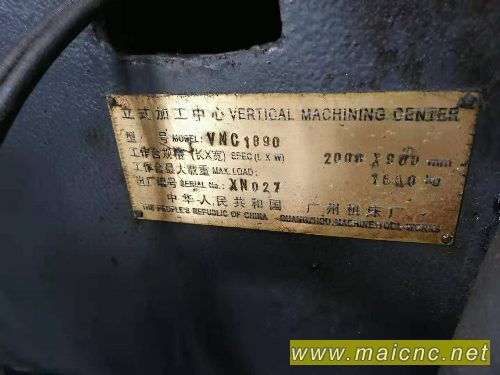 立式加工中心 VERTICAL MACHINING CENTER
型 号 MODEL: VMC1890
工作台规格(长X宽) SPEC(L X W) 2000 X 900 mm
工作台最大载重 MAX. LOAD: kg
出厂编号 SERIAL No.: XN027
中华人民共和国 广州机床厂
THE PEOPLE'S REPUBLIC OF CHINA GUANGZHOU MACHINE TOOL WORKS
www.maicnc.net